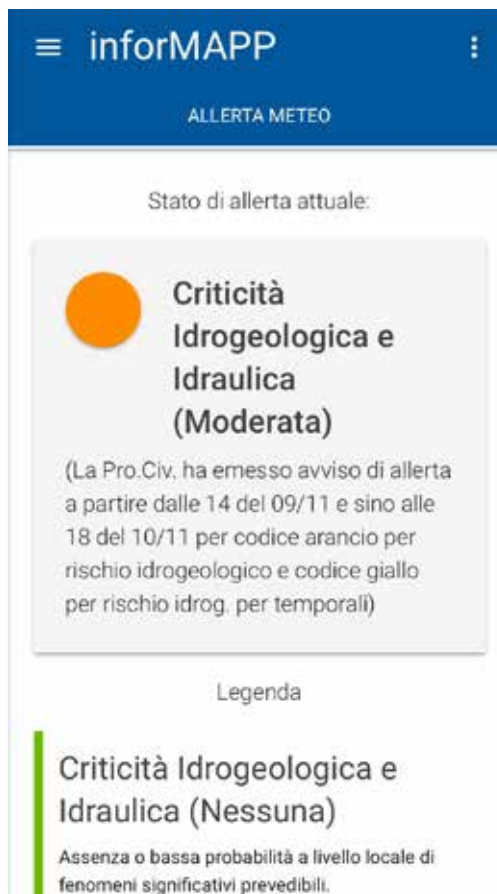 inforMAPP
ALLERTA METEO
Stato di allerta attuale:
Criticità
Idrogeologica e
Idraulica
(Moderata)
(La Pro.Civ. ha emesso avviso di allerta
a partire dalle 14 del 09/11 e sino alle
18 del 10/11 per codice arancio per
rischio idrogeologico e codice giallo
per rischio idrog. per temporali)
Legenda
Criticità Idrogeologica e
Idraulica (Nessuna)
Assenza o bassa probabilità a livello locale di
fenomeni significativi prevedibili.